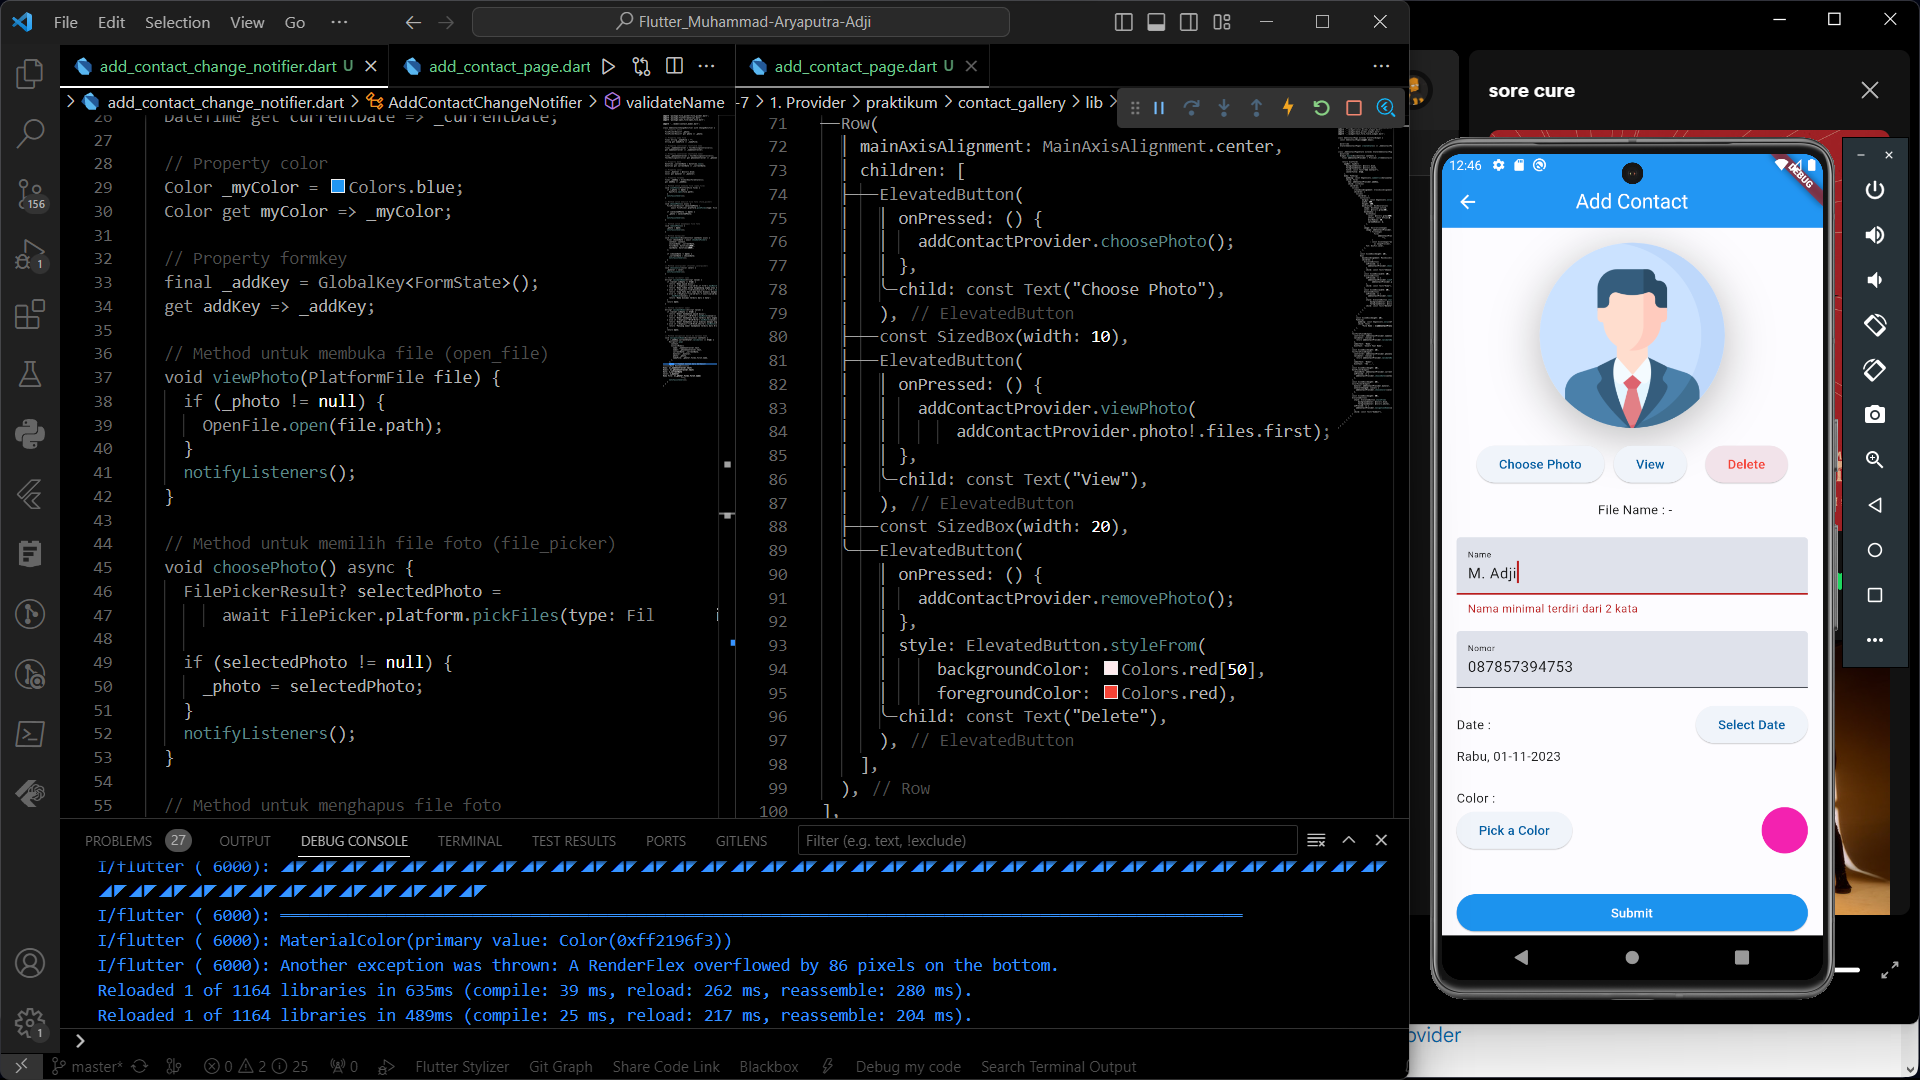 File Edit Selection View Go ··· Flutter_Muhammad-Aryaputra-Adji
add_contact_change_notifier.dart U add_contact_page.dart
add_contact_change_notifier.dart > AddContactChangeNotifier > validateName
26 DateTime get currentDate => _currentDate;
27
28 // Property color
29 Color _myColor = Colors.blue;
30 Color get myColor => _myColor;
31
32 // Property formkey
33 final _addKey = GlobalKey<FormState>();
34 get addKey => _addKey;
35
36 // Method untuk membuka file (open_file)
37 void viewPhoto(PlatformFile file) {
38 if (_photo != null) {
39 OpenFile.open(file.path);
40 }
41 notifyListeners();
42 }
43
44 // Method untuk memilih file foto (file_picker)
45 void choosePhoto() async {
46 FilePickerResult? selectedPhoto =
47 await FilePicker.platform.pickFiles(type: Fil i
48
49 if (selectedPhoto != null) {
50 _photo = selectedPhoto;
51 }
52 notifyListeners();
53 }
54
55 // Method untuk menghapus file foto
add_contact_page.dart U
-7 > 1. Provider > praktikum > contact_gallery > lib >
71 Row(
72 mainAxisAlignment: MainAxisAlignment.center,
73 children: [
74 ElevatedButton(
75 onPressed: () {
76 addContactProvider.choosePhoto();
77 },
78 child: const Text("Choose Photo"),
79 ), // ElevatedButton
80 const SizedBox(width: 10),
81 ElevatedButton(
82 onPressed: () {
83 addContactProvider.viewPhoto(
84 addContactProvider.photo!.files.first);
85 },
86 child: const Text("View"),
87 ), // ElevatedButton
88 const SizedBox(width: 20),
89 ElevatedButton(
90 onPressed: () {
91 addContactProvider.removePhoto();
92 },
93 style: ElevatedButton.styleFrom(
94 backgroundColor: Colors.red[50],
95 foregroundColor: Colors.red),
96 child: const Text("Delete"),
97 ), // ElevatedButton
98 ],
99 ), // Row
100 ],
156
1
1
PROBLEMS 27 OUTPUT DEBUG CONSOLE TERMINAL TEST RESULTS PORTS GITLENS Filter (e.g. text, !exclude)
I/flutter ( 6000): ◢◤◢◤◢◤◢◤◢◤◢◤◢◤◢◤◢◤◢◤◢◤◢◤◢◤◢◤◢◤◢◤◢◤◢◤◢◤◢◤◢◤◢◤◢◤◢◤◢◤◢◤◢◤◢◤◢◤◢◤◢◤◢◤◢◤◢◤◢◤◢◤◢
◢◤◢◤◢◤◢◤◢◤◢◤◢◤◢◤◢◤◢◤◢◤◢◤◢◤
I/flutter ( 6000): ════════════════════════════════════════════════════════════════════════════════════════════════════
I/flutter ( 6000): MaterialColor(primary value: Color(0xff2196f3))
I/flutter ( 6000): Another exception was thrown: A RenderFlex overflowed by 86 pixels on the bottom.
Reloaded 1 of 1164 libraries in 635ms (compile: 39 ms, reload: 262 ms, reassemble: 280 ms).
Reloaded 1 of 1164 libraries in 489ms (compile: 25 ms, reload: 217 ms, reassemble: 204 ms).
master* 0 2 25 0 Flutter Stylizer Git Graph Share Code Link Blackbox Debug my code Search Terminal Output
sore cure
12:46
DEBUG
Add Contact
Choose Photo View Delete
File Name : -
Name
M. Adji
Nama minimal terdiri dari 2 kata
Nomor
087857394753
Date :
Select Date
Rabu, 01-11-2023
Color :
Pick a Color
Submit
ovider